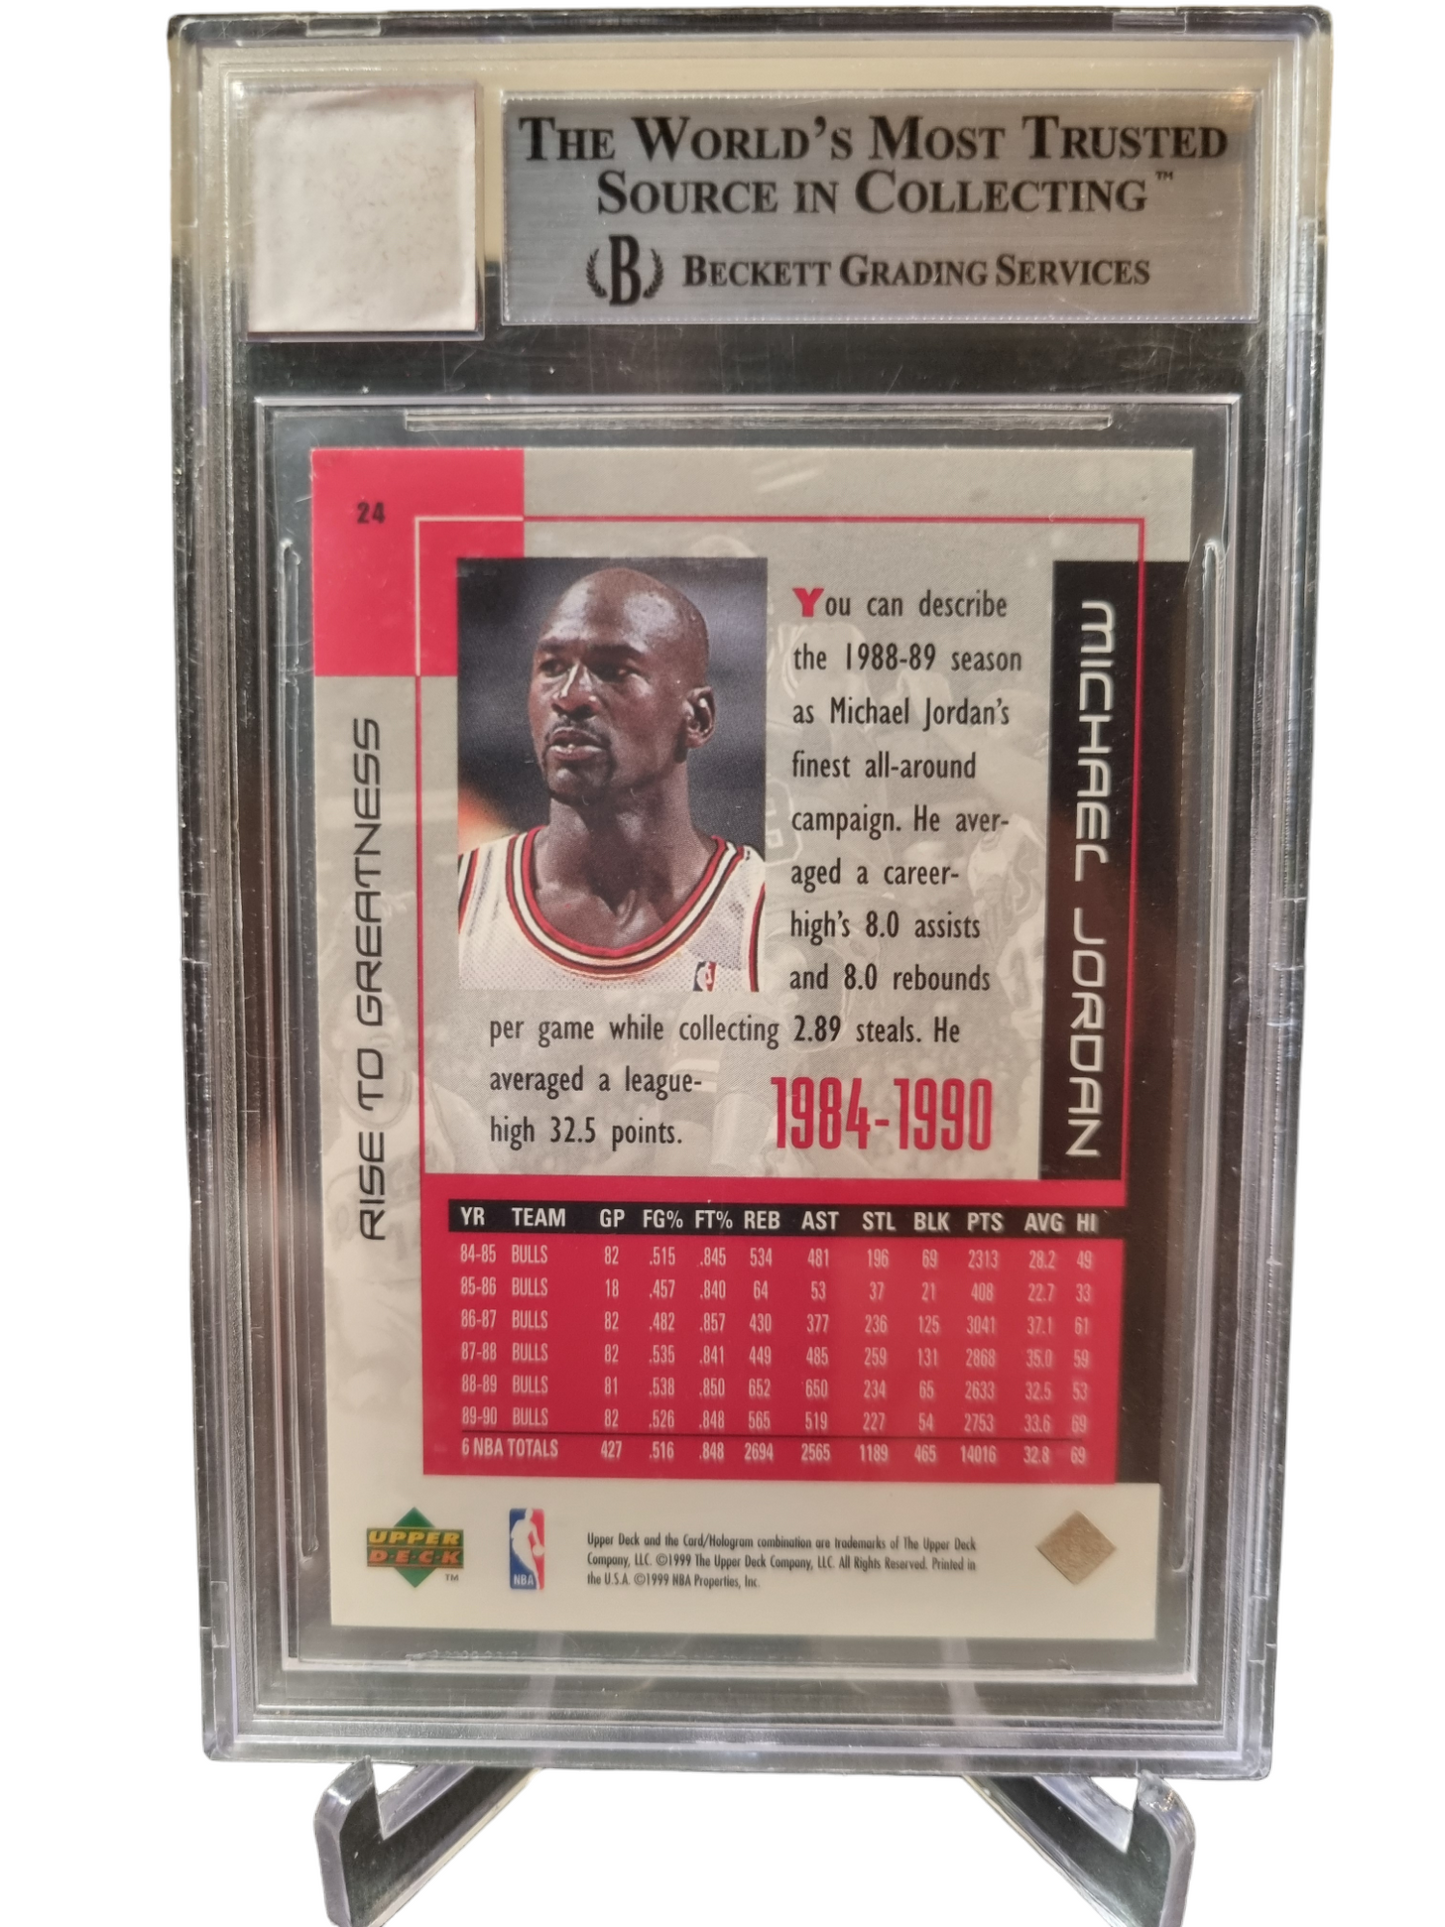 THE WORLD'S MOST TRUSTED
SOURCE IN COLLECTING™
B BECKETT GRADING SERVICES
24
You can describe
the 1988-89 season
as Michael Jordan's
finest all-around
campaign. He aver-
aged a career-
high's 8.0 assists
and 8.0 rebounds
per game while collecting 2.89 steals. He
averaged a league-
high 32.5 points.
1984-1990
MICHAEL JORDAN
RISE TO GREATNESS
YR TEAM GP FG% FT% REB AST STL BLK PTS AVG HI
84-85 BULLS 82 .515 .845 534 481 196 69 2313 28.2 49
85-86 BULLS 18 .457 .840 64 53 37 21 408 22.7 33
86-87 BULLS 82 .482 .857 430 377 236 125 3041 37.1 61
87-88 BULLS 82 .535 .841 449 485 259 131 2868 35.0 59
88-89 BULLS 81 .538 .850 652 650 234 65 2633 32.5 53
89-90 BULLS 82 .526 .848 565 519 227 54 2753 33.6 69
6 NBA TOTALS 427 .516 .848 2694 2565 1189 465 14016 32.8 69
UPPER
DECK
™
NBA
Upper Deck and the Card/Hologram combination are trademarks of The Upper Deck
Company, LLC. ©1999 The Upper Deck Company, LLC. All Rights Reserved. Printed in
the U.S.A. ©1999 NBA Properties, Inc.